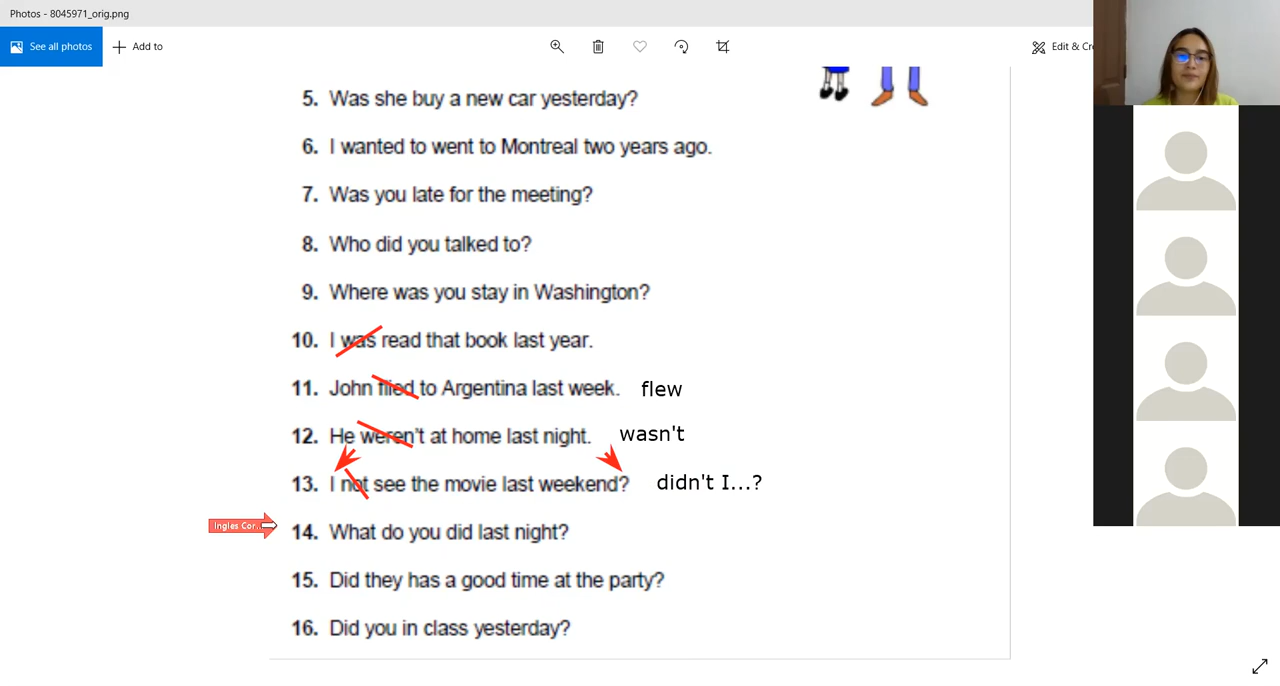 Photos - 8045971_orig.png
See all photos
Add to
Edit & Cr
5. Was she buy a new car yesterday?
6. I wanted to went to Montreal two years ago.
7. Was you late for the meeting?
8. Who did you talked to?
9. Where was you stay in Washington?
10. I was read that book last year.
11. John flied to Argentina last week. flew
12. He weren't at home last night. wasn't
13. I not see the movie last weekend? didn't I...?
Ingles Cor...
14. What do you did last night?
15. Did they has a good time at the party?
16. Did you in class yesterday?